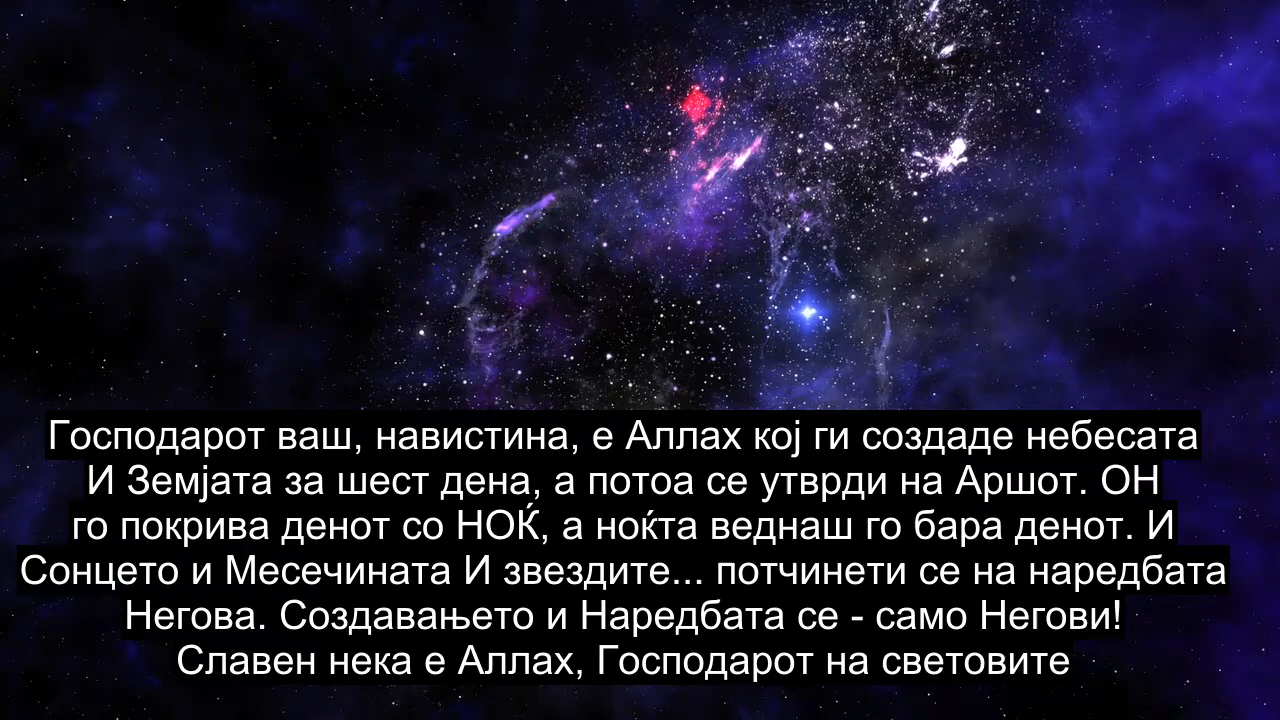 Господарот ваш, навистина, е Аллах кој ги создаде небесата
И Земјата за шест дена, а потоа се утврди на Аршот. ОН
го покрива денот со НОЌ, а ноќта веднаш го бара денот. И
Сонцето и Месечината И звездите... потчинети се на наредбата
Негова. Создавањето и Наредбата се - само Негови!
Славен нека е Аллах, Господарот на световите